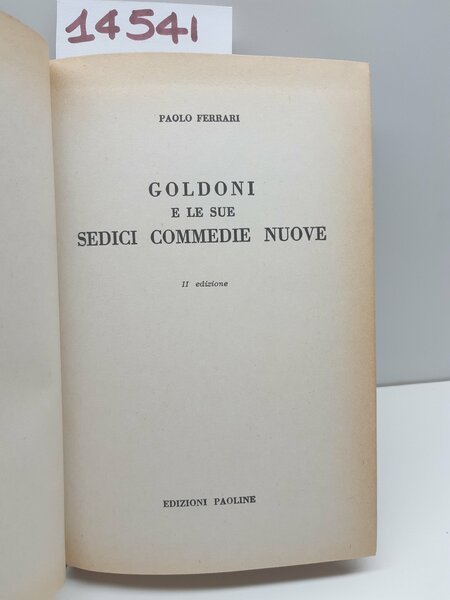 14541
PAOLO FERRARI
GOLDONI
E LE SUE
SEDICI COMMEDIE NUOVE
II edizione
EDIZIONI PAOLINE